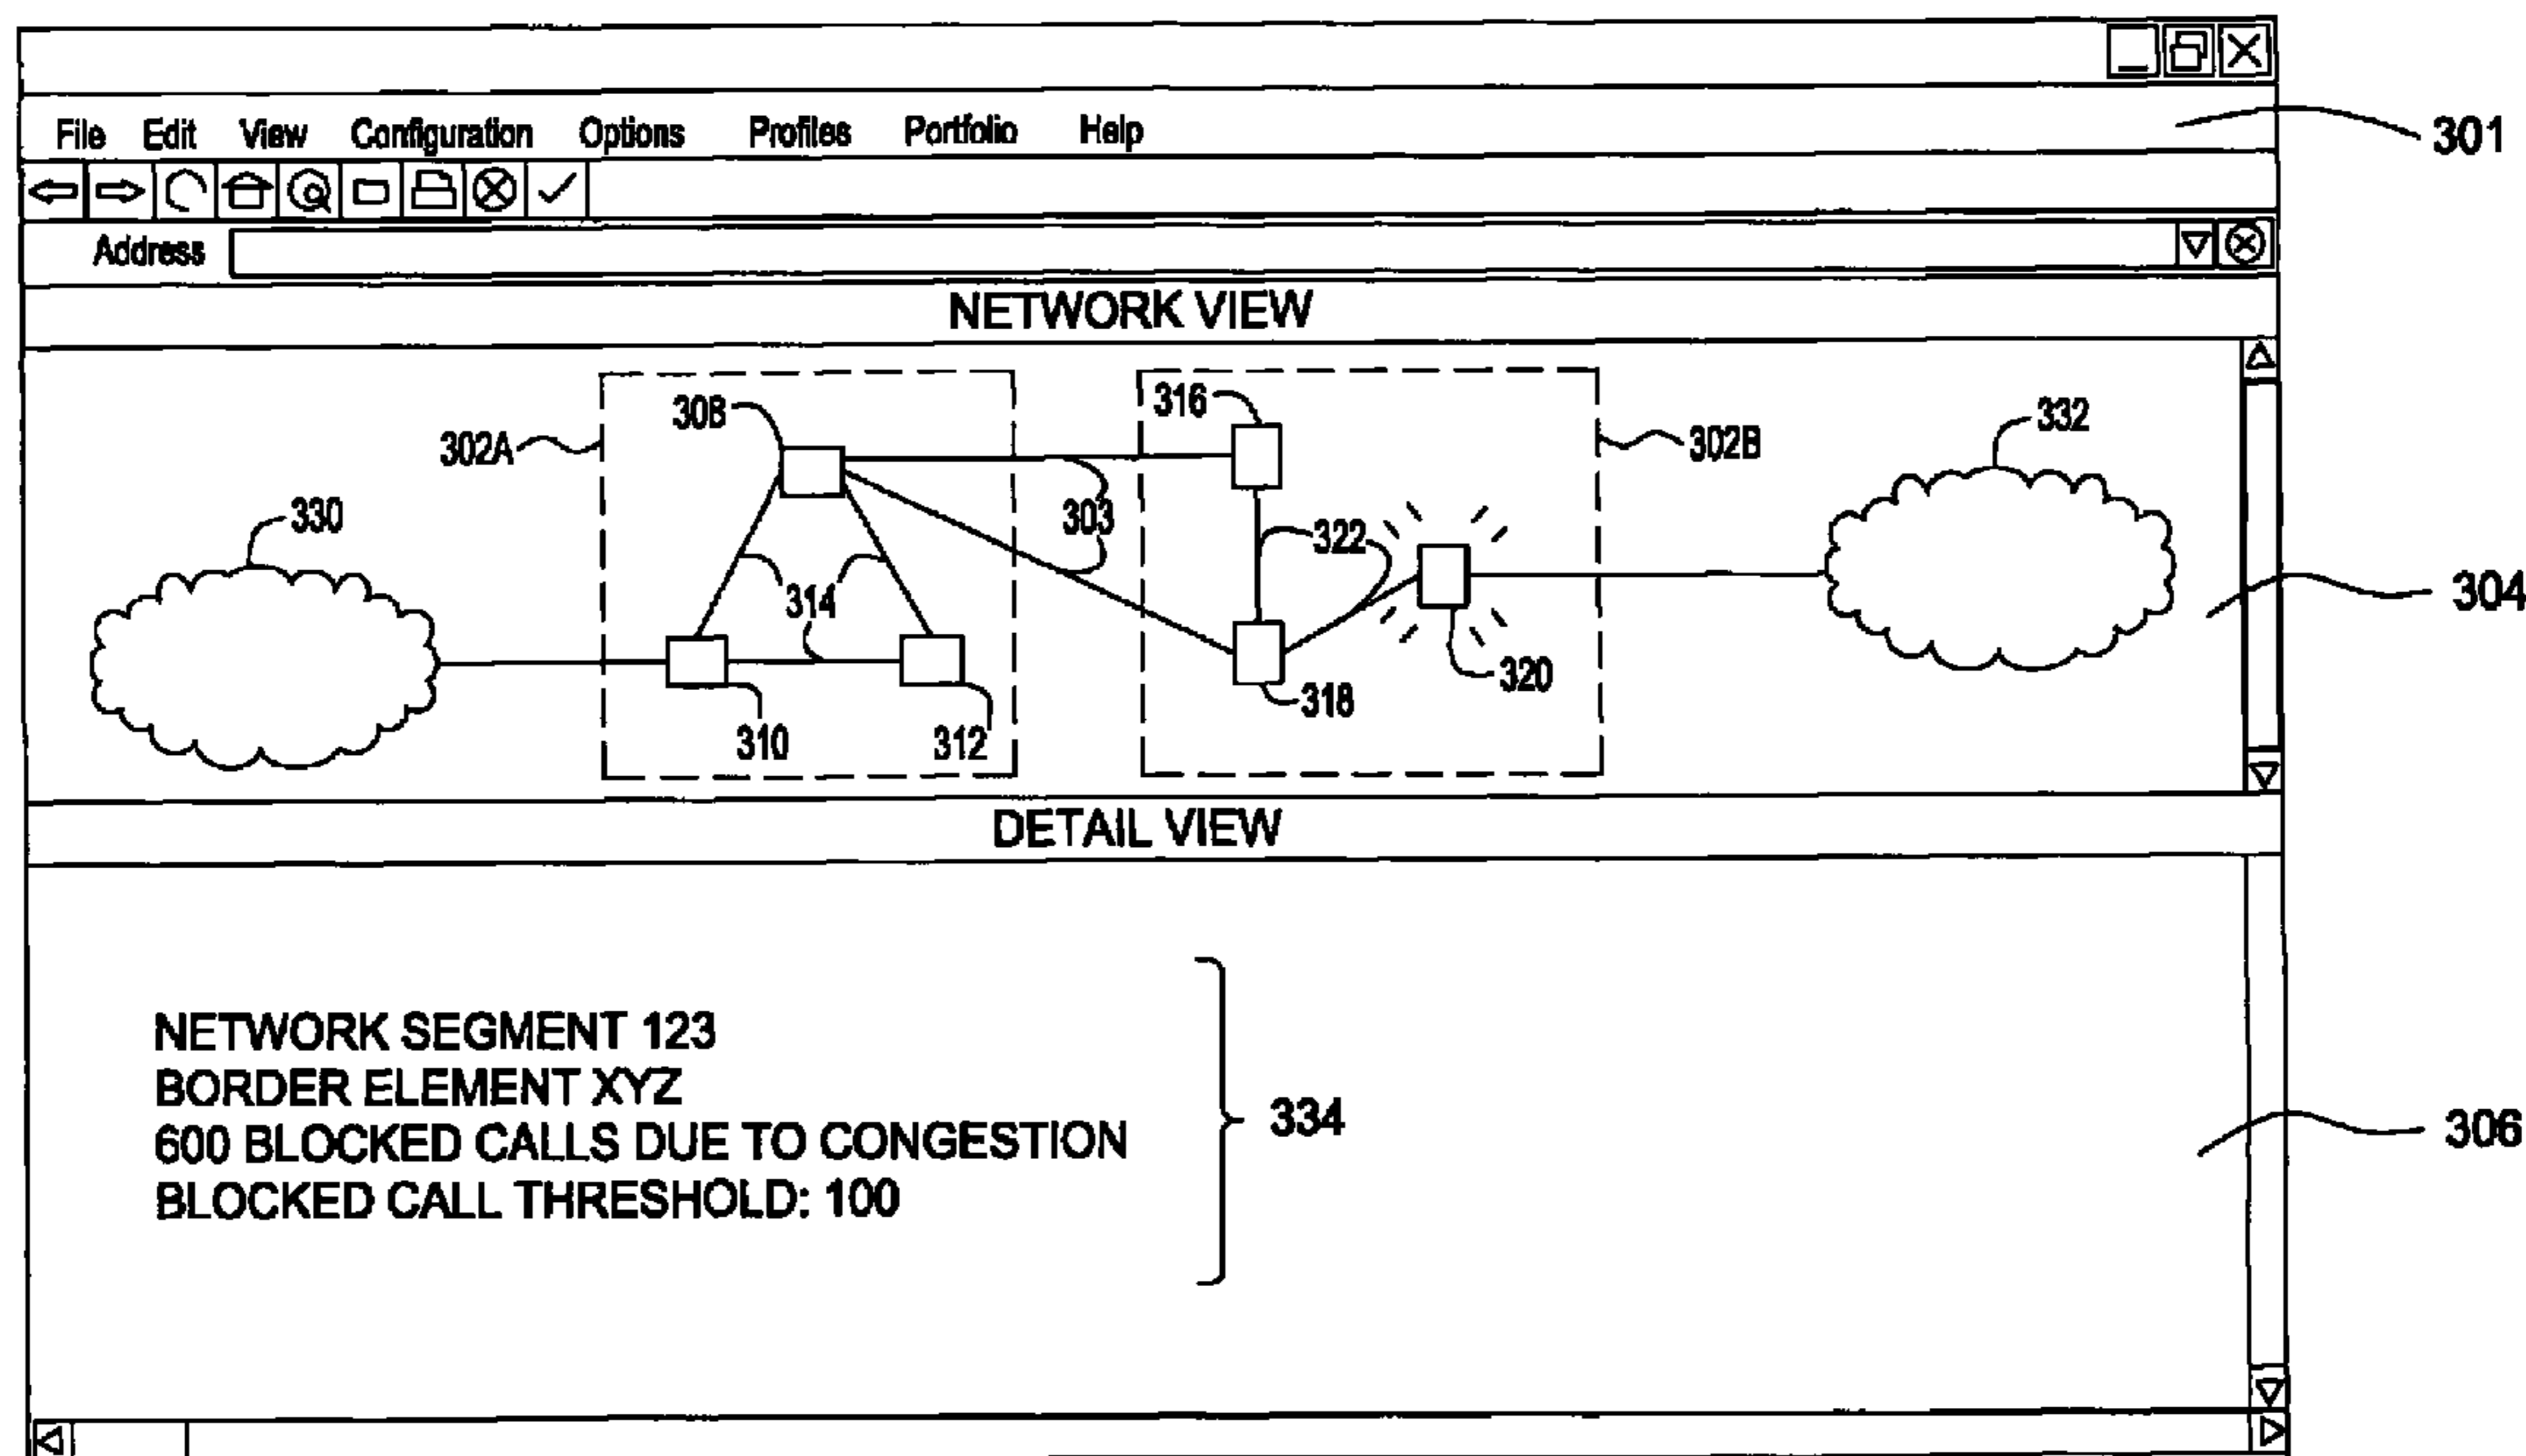 File Edit View Configuration Options Profiles Portfolio Help
301
Address
NETWORK VIEW
308
316
332
302A
302B
330
303
322
304
314
320
318
310
312
DETAIL VIEW
NETWORK SEGMENT 123
BORDER ELEMENT XYZ
334
306
600 BLOCKED CALLS DUE TO CONGESTION
BLOCKED CALL THRESHOLD: 100